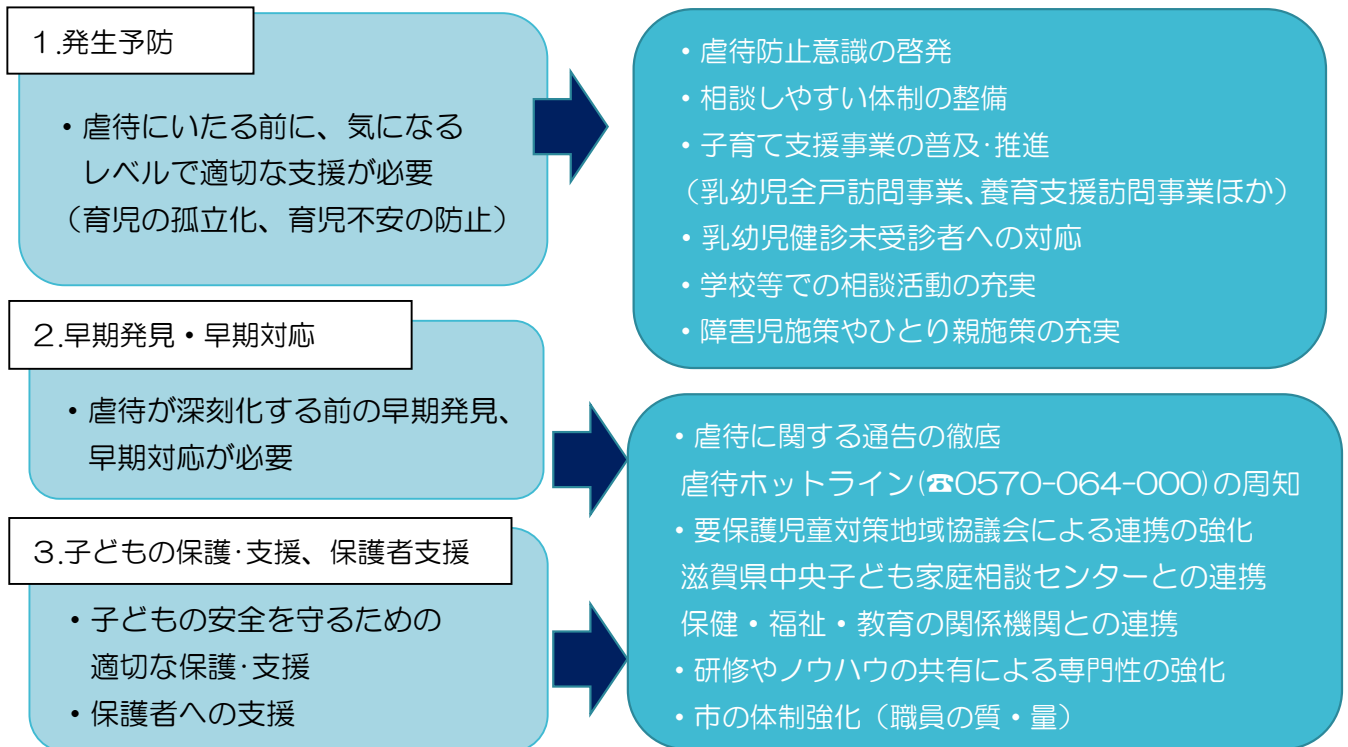 １.発生予防
・虐待にいたる前に、気になる
レベルで適切な支援が必要
（育児の孤立化、育児不安の防止）
・虐待防止意識の啓発
・相談しやすい体制の整備
・子育て支援事業の普及･推進
（乳幼児全戸訪問事業、養育支援訪問事業ほか）
・乳幼児健診未受診者への対応
・学校等での相談活動の充実
・障害児施策やひとり親施策の充実
２.早期発見・早期対応
・虐待が深刻化する前の早期発見、
早期対応が必要
３.子どもの保護･支援、保護者支援
・子どもの安全を守るための
適切な保護･支援
・保護者への支援
・虐待に関する通告の徹底
虐待ホットライン(☎0570-064-000)の周知
・要保護児童対策地域協議会による連携の強化
滋賀県中央子ども家庭相談センターとの連携
保健・福祉・教育の関係機関との連携
・研修やノウハウの共有による専門性の強化
・市の体制強化（職員の質・量）